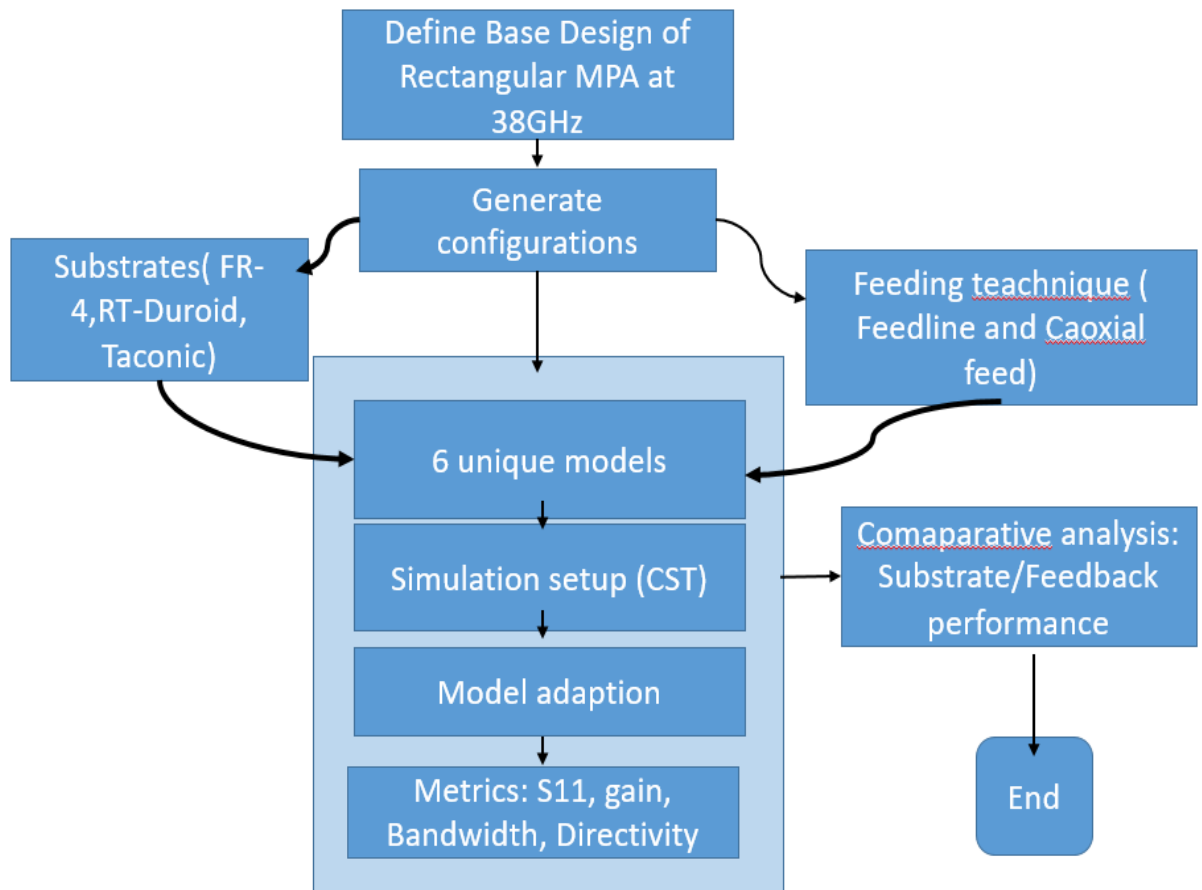 Define Base Design of
Rectangular MPA at
38GHz
Generate
configurations
Substrates( FR-
4,RT-Duroid,
Taconic)
Feeding teachnique (
Feedline and Caoxial
feed)
6 unique models
Simulation setup (CST)
Model adaption
Metrics: S11, gain,
Bandwidth, Directivity
Comaparative analysis:
Substrate/Feedback
performance
End